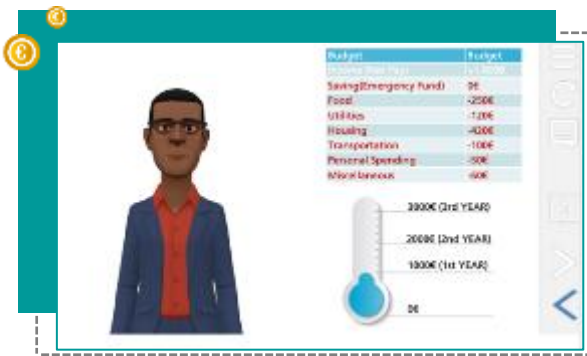 Budget Budget
Saving(Emergency Fund) 0€
Food -250€
Utilities -120€
Housing -420€
Transportation -100€
Personal Spending -50€
Miscellaneous -60€
3000€ (3rd YEAR)
2000€ (2nd YEAR)
1000€ (1st YEAR)
0€